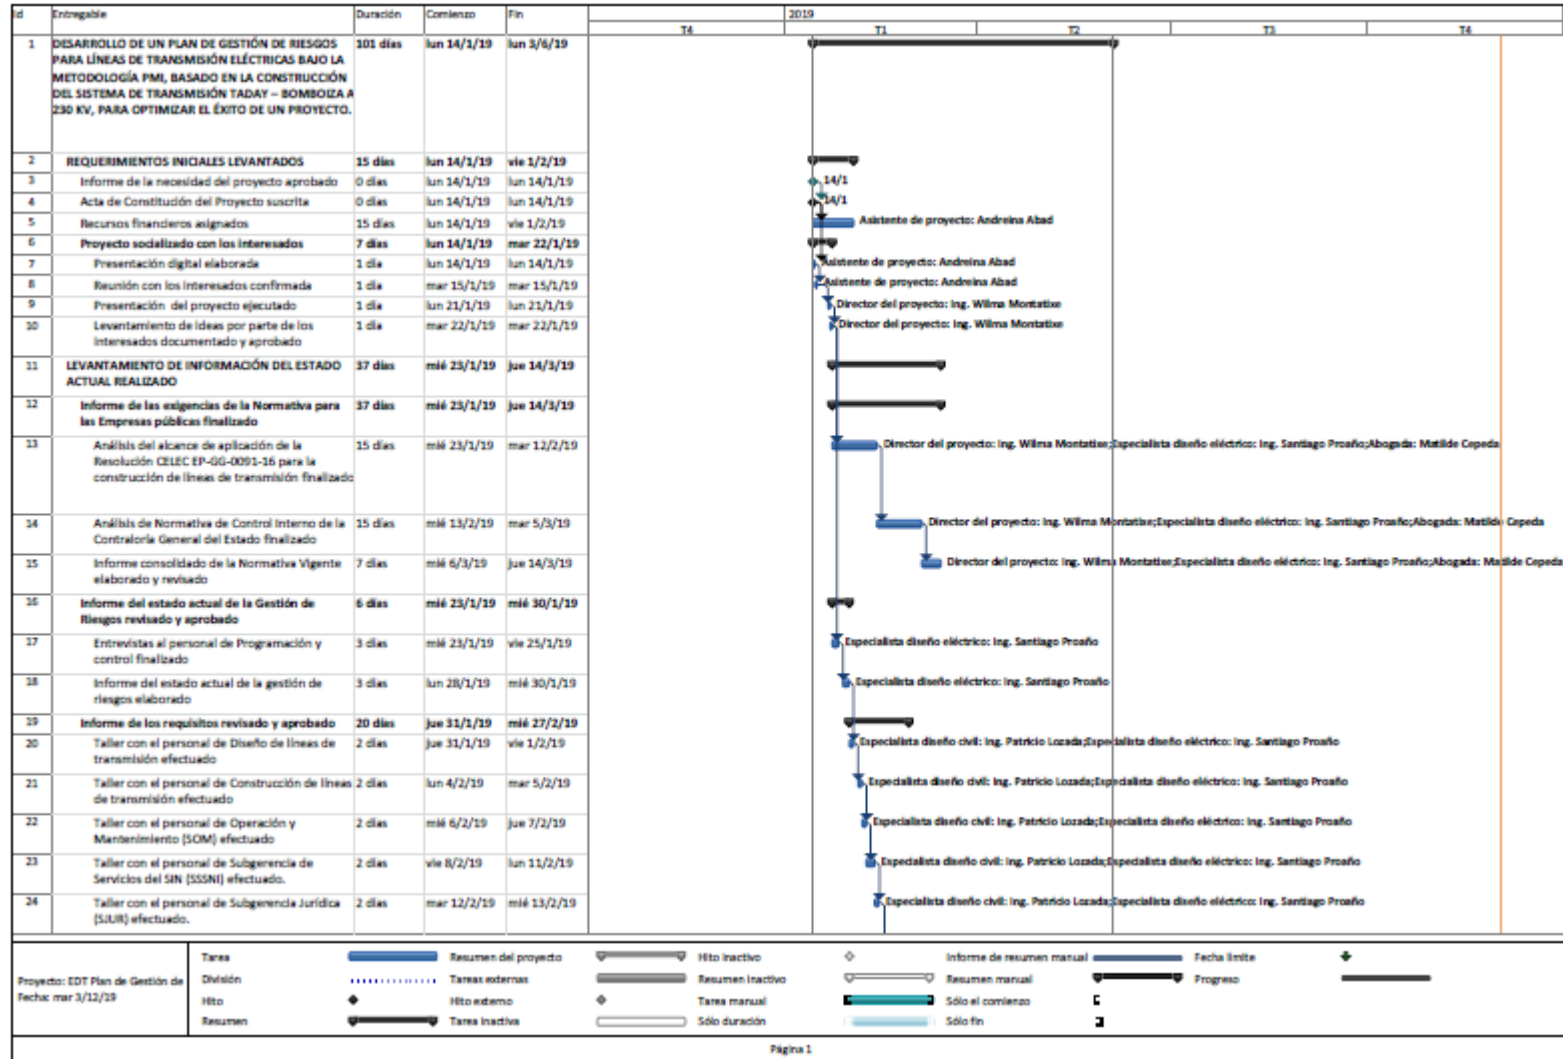 Id Entregable Duración Comienzo Fin 2019
T4 T1 T2 T3 T4
1 DESARROLLO DE UN PLAN DE GESTIÓN DE RIESGOS 101 días lun 14/1/19 lun 3/6/19
PARA LÍNEAS DE TRANSMISIÓN ELÉCTRICAS BAJO LA
METODOLOGÍA PMI, BASADO EN LA CONSTRUCCIÓN
DEL SISTEMA DE TRANSMISIÓN TADAY – BOMBOIZA A
230 KV, PARA OPTIMIZAR EL ÉXITO DE UN PROYECTO.
2 REQUERIMIENTOS INICIALES LEVANTADOS 15 días lun 14/1/19 vie 1/2/19
3 Informe de la necesidad del proyecto aprobado 0 días lun 14/1/19 lun 14/1/19 14/1
4 Acta de Constitución del Proyecto suscrita 0 días lun 14/1/19 lun 14/1/19 14/1
5 Recursos financieros asignados 15 días lun 14/1/19 vie 1/2/19 Asistente de proyecto: Andreina Abad
6 Proyecto socializado con los interesados 7 días lun 14/1/19 mar 22/1/19
7 Presentación digital elaborada 1 día lun 14/1/19 lun 14/1/19 Asistente de proyecto: Andreina Abad
8 Reunión con los interesados confirmada 1 día mar 15/1/19 mar 15/1/19 Asistente de proyecto: Andreina Abad
9 Presentación del proyecto ejecutado 1 día lun 21/1/19 lun 21/1/19 Director del proyecto: Ing. Wilma Montatixe
10 Levantamiento de ideas por parte de los 1 día mar 22/1/19 mar 22/1/19 Director del proyecto: Ing. Wilma Montatixe
interesados documentado y aprobado
11 LEVANTAMIENTO DE INFORMACIÓN DEL ESTADO 37 días mié 23/1/19 jue 14/3/19
ACTUAL REALIZADO
12 Informe de las exigencias de la Normativa para 37 días mié 23/1/19 jue 14/3/19
las Empresas públicas finalizado
13 Análisis del alcance de aplicación de la 15 días mié 23/1/19 mar 12/2/19 Director del proyecto: Ing. Wilma Montatixe;Especialista diseño eléctrico: Ing. Santiago Proaño;Abogada: Matilde Cepeda
Resolución CELEC EP-GG-0091-16 para la
construcción de líneas de transmisión finalizado
14 Análisis de Normativa de Control Interno de la 15 días mié 13/2/19 mar 5/3/19 Director del proyecto: Ing. Wilma Montatixe;Especialista diseño eléctrico: Ing. Santiago Proaño;Abogada: Matilde Cepeda
Contraloría General del Estado finalizado
15 Informe consolidado de la Normativa Vigente 7 días mié 6/3/19 jue 14/3/19 Director del proyecto: Ing. Wilma Montatixe;Especialista diseño eléctrico: Ing. Santiago Proaño;Abogada: Matilde Cepeda
elaborado y revisado
16 Informe del estado actual de la Gestión de 6 días mié 23/1/19 mié 30/1/19
Riesgos revisado y aprobado
17 Entrevistas al personal de Programación y 3 días mié 23/1/19 vie 25/1/19 Especialista diseño eléctrico: Ing. Santiago Proaño
control finalizado
18 Informe del estado actual de la gestión de 3 días lun 28/1/19 mié 30/1/19 Especialista diseño eléctrico: Ing. Santiago Proaño
riesgos elaborado
19 Informe de los requisitos revisado y aprobado 20 días jue 31/1/19 mié 27/2/19
20 Taller con el personal de Diseño de líneas de 2 días jue 31/1/19 vie 1/2/19 Especialista diseño civil: Ing. Patricio Lozada;Especialista diseño eléctrico: Ing. Santiago Proaño
transmisión efectuado
21 Taller con el personal de Construcción de líneas 2 días lun 4/2/19 mar 5/2/19 Especialista diseño civil: Ing. Patricio Lozada;Especialista diseño eléctrico: Ing. Santiago Proaño
de transmisión efectuado
22 Taller con el personal de Operación y 2 días mié 6/2/19 jue 7/2/19 Especialista diseño civil: Ing. Patricio Lozada;Especialista diseño eléctrico: Ing. Santiago Proaño
Mantenimiento (SOM) efectuado
23 Taller con el personal de Subgerencia de 2 días vie 8/2/19 lun 11/2/19 Especialista diseño civil: Ing. Patricio Lozada;Especialista diseño eléctrico: Ing. Santiago Proaño
Servicios del SIN (SSSNI) efectuado.
24 Taller con el personal de Subgerencia Jurídica 2 días mar 12/2/19 mié 13/2/19 Especialista diseño civil: Ing. Patricio Lozada;Especialista diseño eléctrico: Ing. Santiago Proaño
(SJUR) efectuado.
Proyecto: EDT Plan de Gestión de
Fecha: mar 3/12/19
Tarea Resumen del proyecto Hito inactivo Informe de resumen manual Fecha límite
División Tareas externas Resumen inactivo Resumen manual Progreso
Hito Hito externo Tarea manual Sólo el comienzo
Resumen Tarea inactiva Sólo duración Sólo fin
Página 1